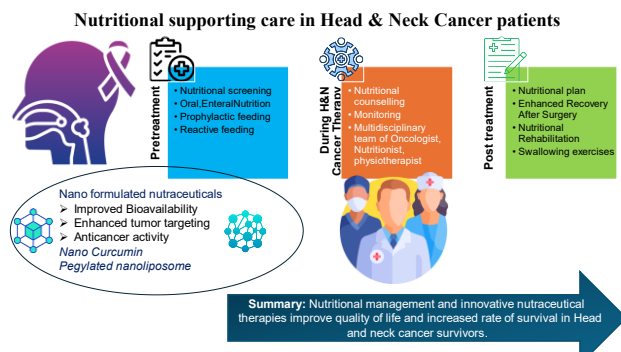 Nutritional supporting care in Head & Neck Cancer patients
Pretreatment
• Nutritional screening
• Oral,EnteralNutrition
• Prophylactic feeding
• Reactive feeding
During H&N
Cancer Therapy
• Nutritional
counselling
• Monitoring
• Multidisciplinary
team of Oncologist,
Nutritionist,
physiotherapist
Post treatment
• Nutritional plan
• Enhanced Recovery
After Surgery
• Nutritional
Rehabilitation
• Swallowing exercises
Nano formulated nutraceuticals
➢ Improved Bioavailability
➢ Enhanced tumor targeting
➢ Anticancer activity
Nano Curcumin
Pegylated nanoliposome
Summary: Nutritional management and innovative nutraceutical
therapies improve quality of life and increased rate of survival in Head
and neck cancer survivors.